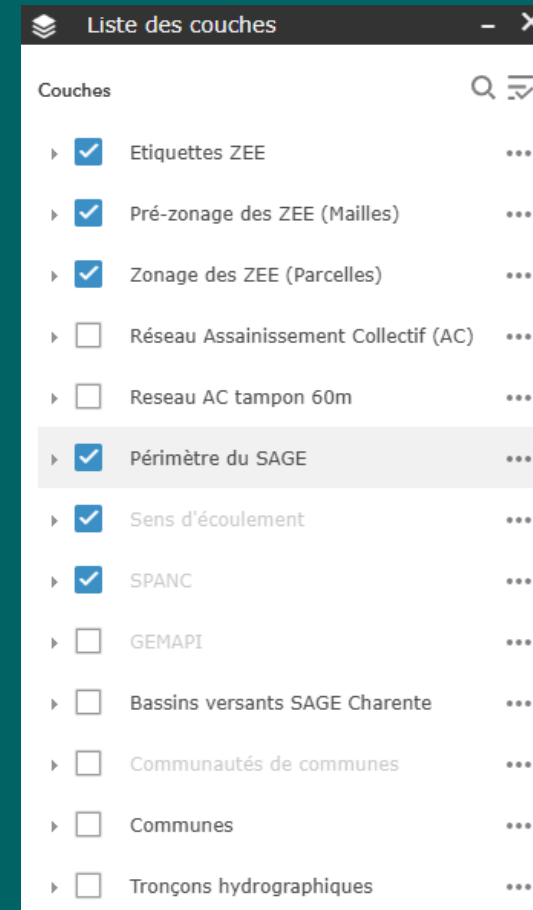 Liste des couches
Couches
Etiquettes ZEE
Pré-zonage des ZEE (Mailles)
Zonage des ZEE (Parcelles)
Réseau Assainissement Collectif (AC)
Reseau AC tampon 60m
Périmètre du SAGE
Sens d'écoulement
SPANC
GEMAPI
Bassins versants SAGE Charente
Communautés de communes
Communes
Tronçons hydrographiques